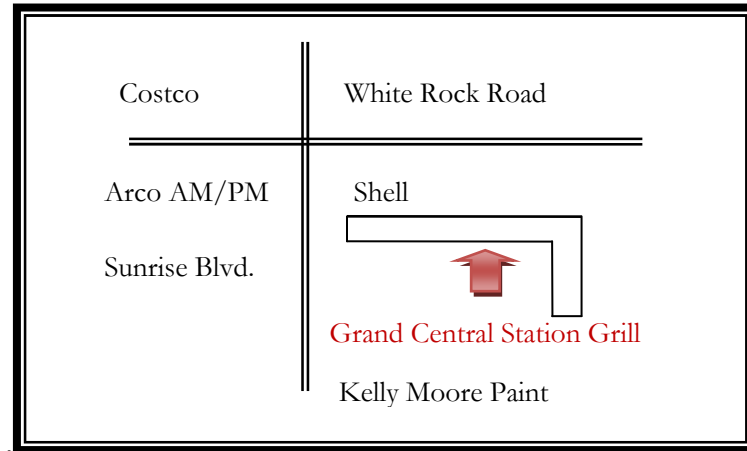 Costco
White Rock Road
Arco AM/PM
Shell
Sunrise Blvd.
Grand Central Station Grill
Kelly Moore Paint